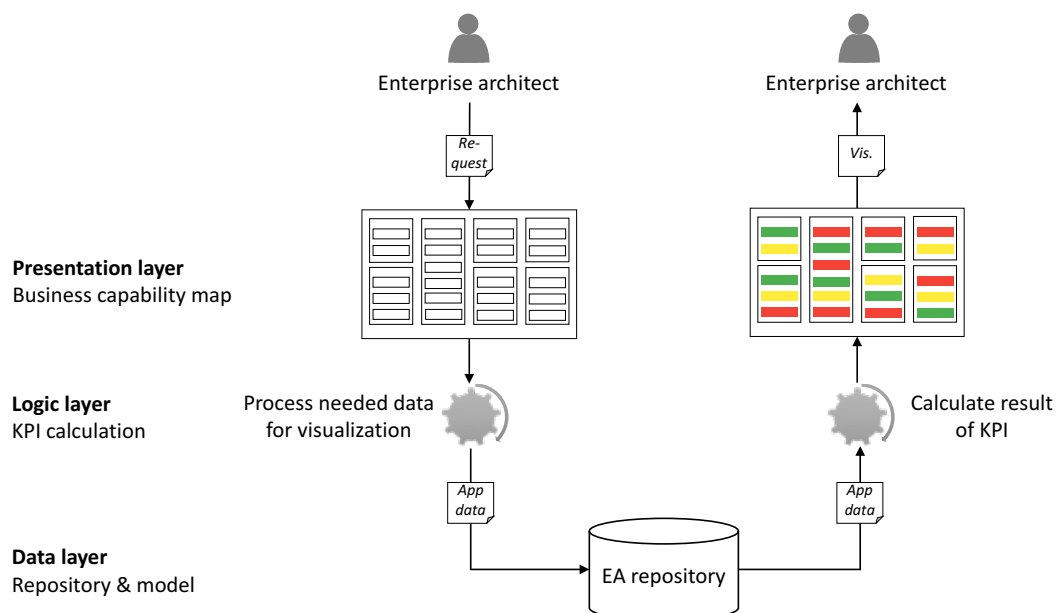 Enterprise architect
Enterprise architect
Re-
quest
Vis.
Presentation layer
Business capability map
Logic layer
KPI calculation
Process needed data
for visualization
Calculate result
of KPI
App
data
App
data
Data layer
Repository & model
EA repository